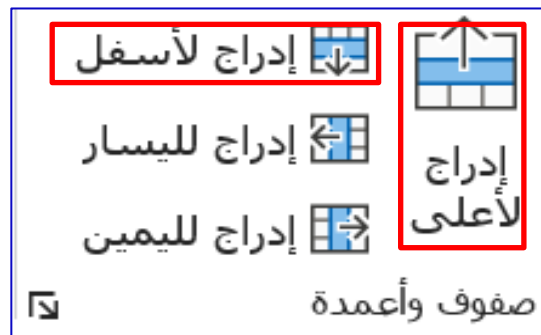 إدراج
لأعلى
إدراج لأسفل
إدراج لليسار
إدراج لليمين
صفوف وأعمدة